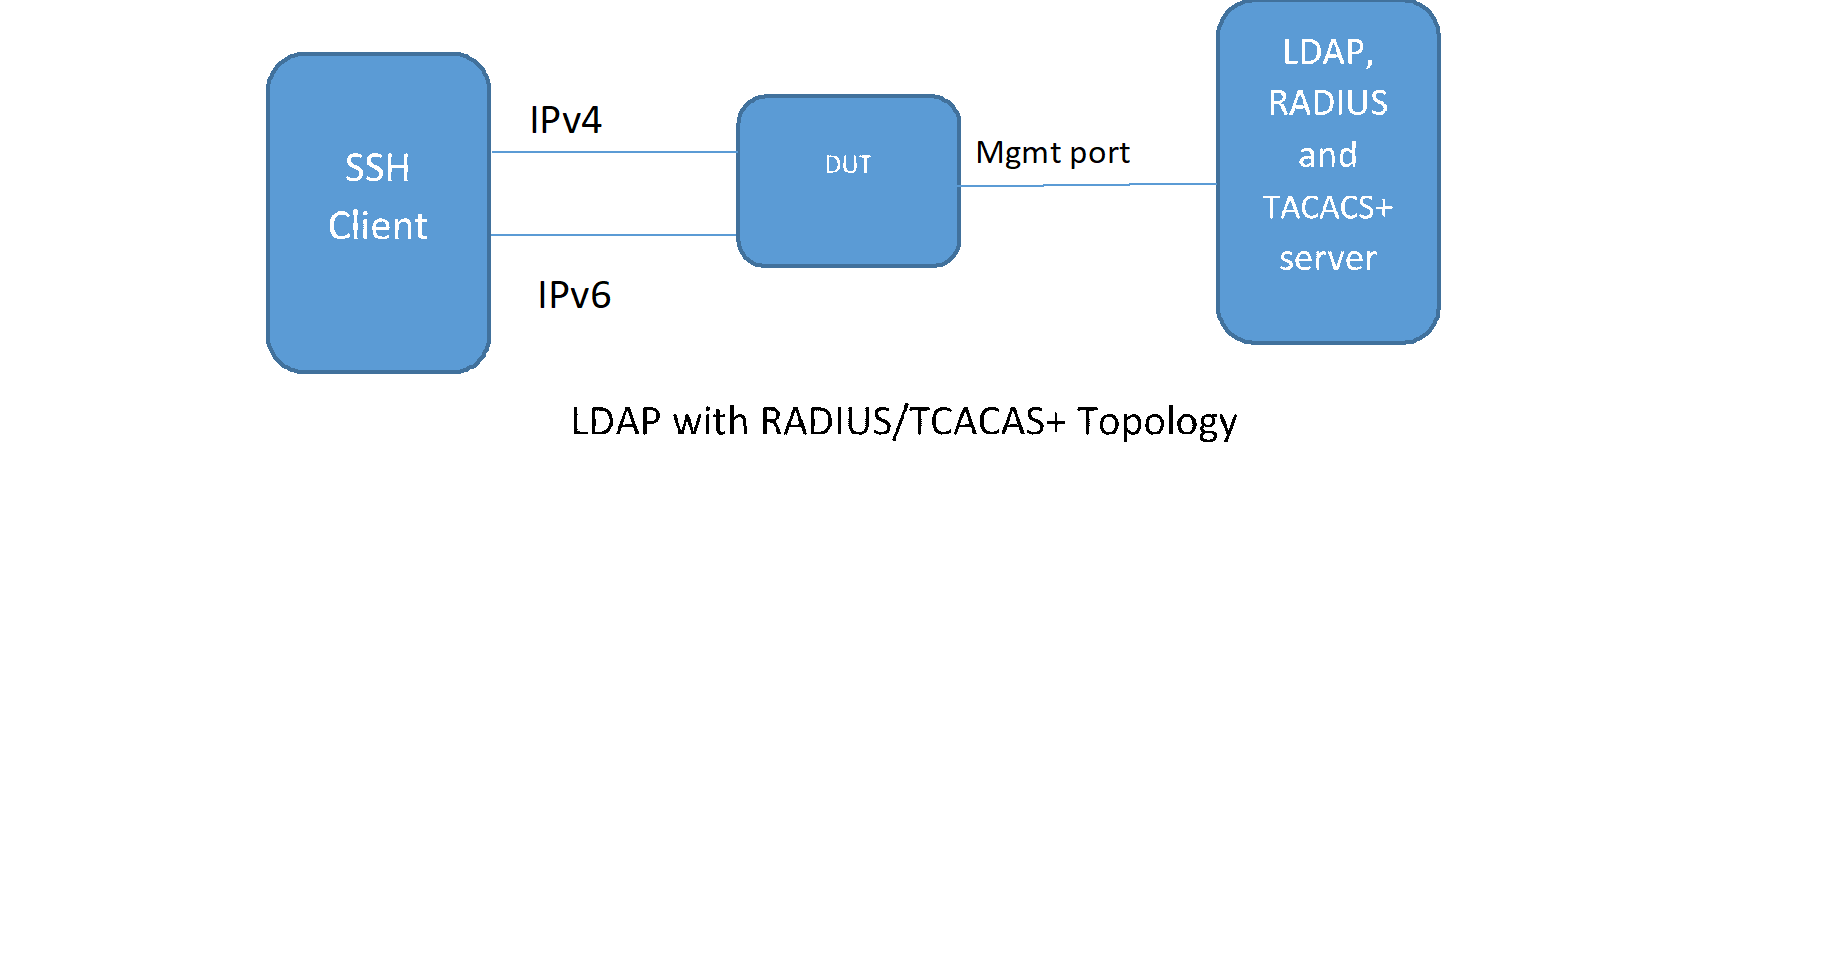 SSH
Client
IPv4
IPv6
DUT
Mgmt port
LDAP,
RADIUS
and
TACACS+
server
LDAP with RADIUS/TCACAS+ Topology